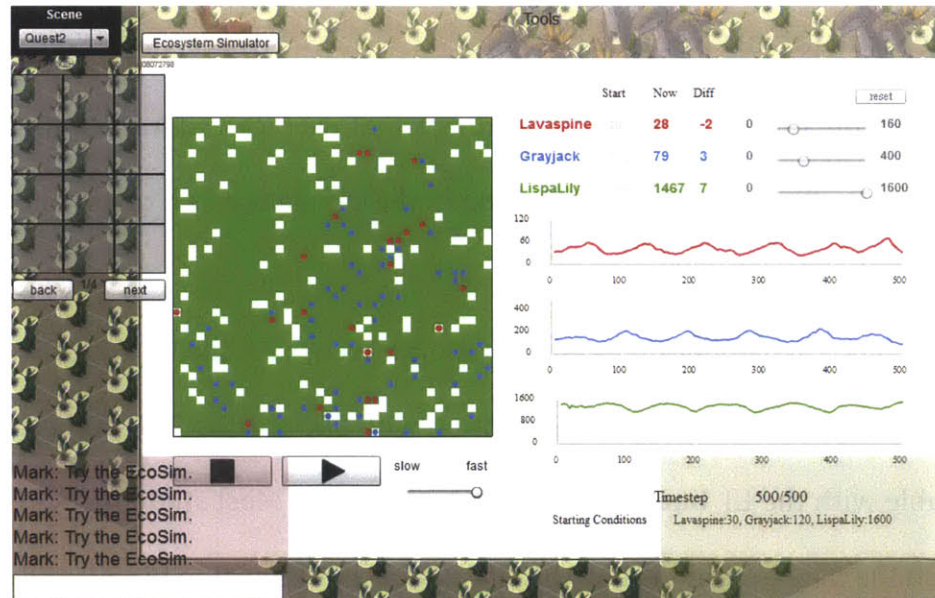 Scene
Tools
Quest2
Ecosystem Simulator
08072798
Start Now Diff
reset
Lavaspine 28 -2 0 160
Grayjack 79 3 0 400
LispaLily 1467 7 0 1600
120
60
0
0 100 200 300 400 500
400
200
0
0 100 200 300 400 500
1600
800
0
0 100 200 300 400 500
back 1/4 next
slow fast
Timestep 500/500
Starting Conditions Lavaspine:30, Grayjack:120, LispaLily:1600
Mark: Try the EcoSim.
Mark: Try the EcoSim.
Mark: Try the EcoSim.
Mark: Try the EcoSim.
Mark: Try the EcoSim.